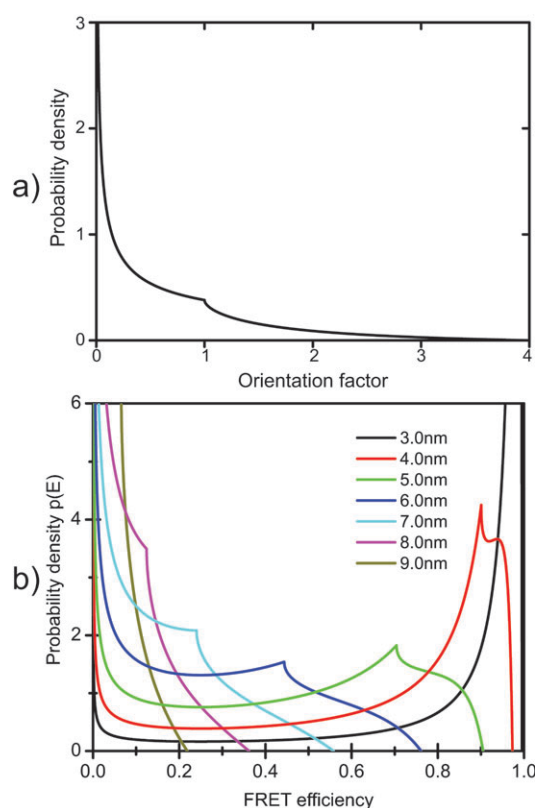 a)
Probability density
3
2
1
0
0 1 2 3 4
Orientation factor
b)
Probability density p(E)
6
4
2
0
3.0nm
4.0nm
5.0nm
6.0nm
7.0nm
8.0nm
9.0nm
0.0 0.2 0.4 0.6 0.8 1.0
FRET efficiency